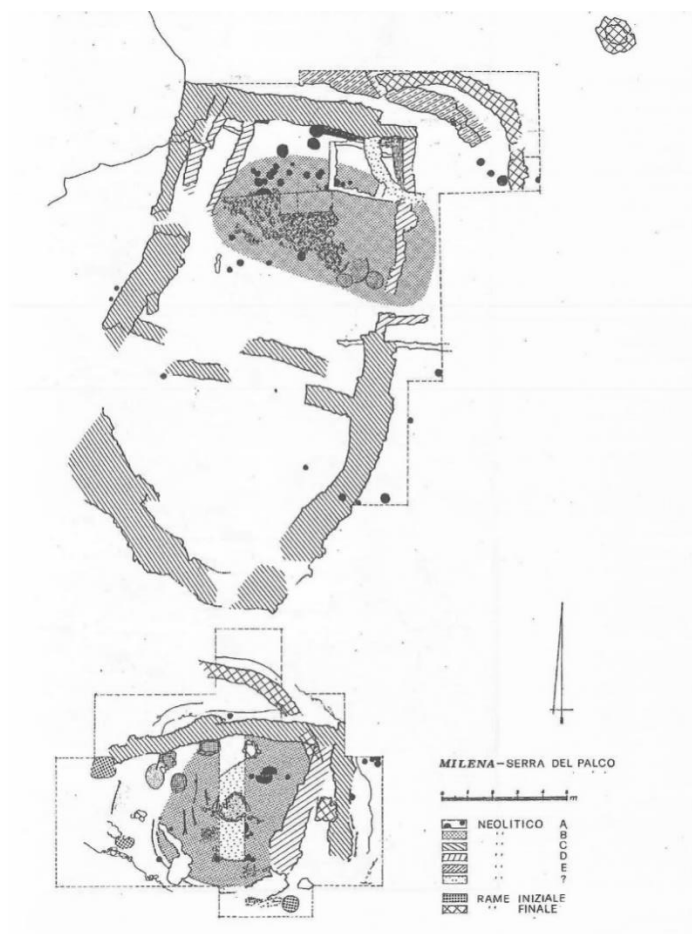 MILENA–SERRA DEL PALCO
m
NEOLITICO A
'' B
'' C
'' D
'' E
'' ?
RAME INIZIALE
'' FINALE